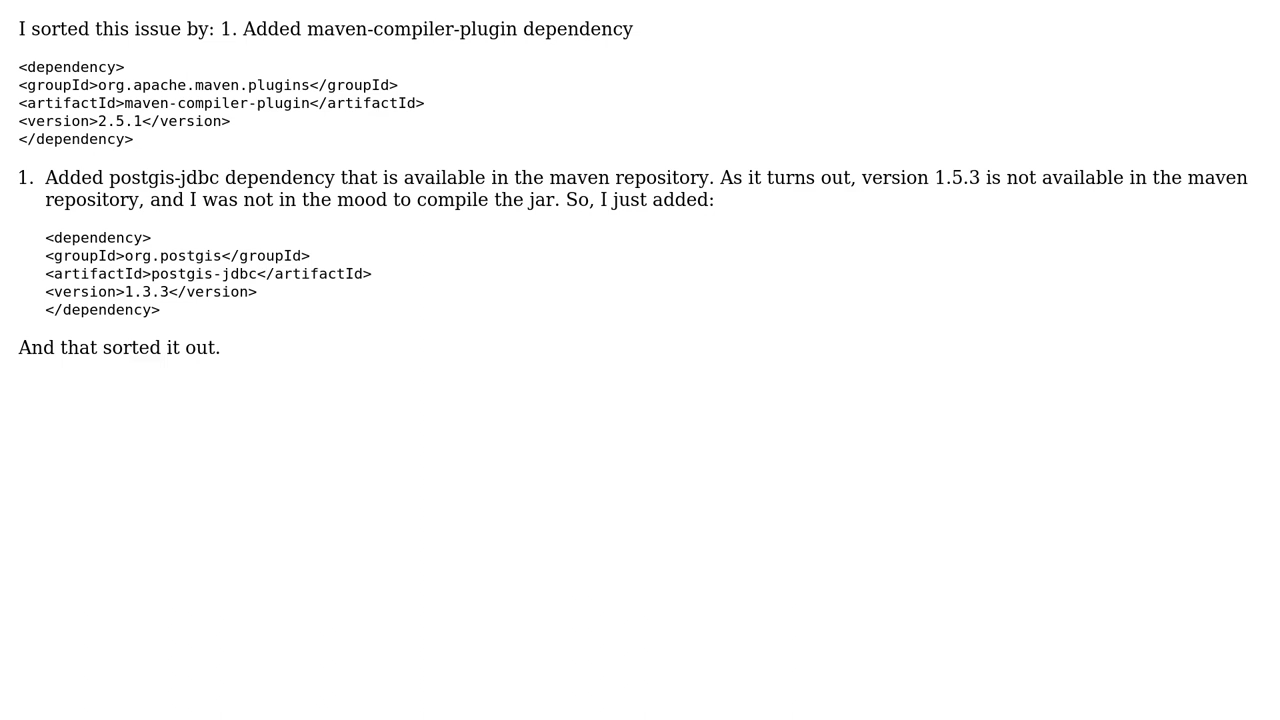 I sorted this issue by: 1. Added maven-compiler-plugin dependency
<dependency>
<groupId>org.apache.maven.plugins</groupId>
<artifactId>maven-compiler-plugin</artifactId>
<version>2.5.1</version>
</dependency>
1. Added postgis-jdbc dependency that is available in the maven repository. As it turns out, version 1.5.3 is not available in the maven
repository, and I was not in the mood to compile the jar. So, I just added:
<dependency>
<groupId>org.postgis</groupId>
<artifactId>postgis-jdbc</artifactId>
<version>1.3.3</version>
</dependency>
And that sorted it out.